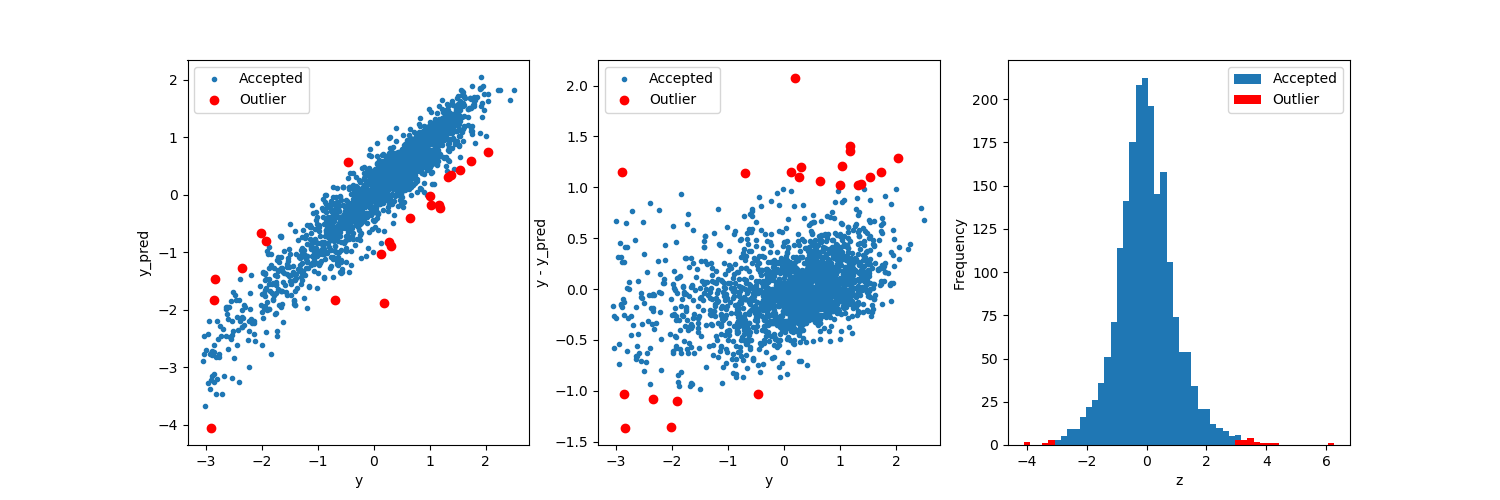 Accepted
Outlier
2
1
0
−1
−2
−3
−4
y_pred
−3 −2 −1 0 1 2
y
Accepted
Outlier
2.0
1.5
1.0
0.5
0.0
−0.5
−1.0
−1.5
y - y_pred
−3 −2 −1 0 1 2
y
Accepted
Outlier
200
175
150
125
100
75
50
25
0
Frequency
−4 −2 0 2 4 6
z